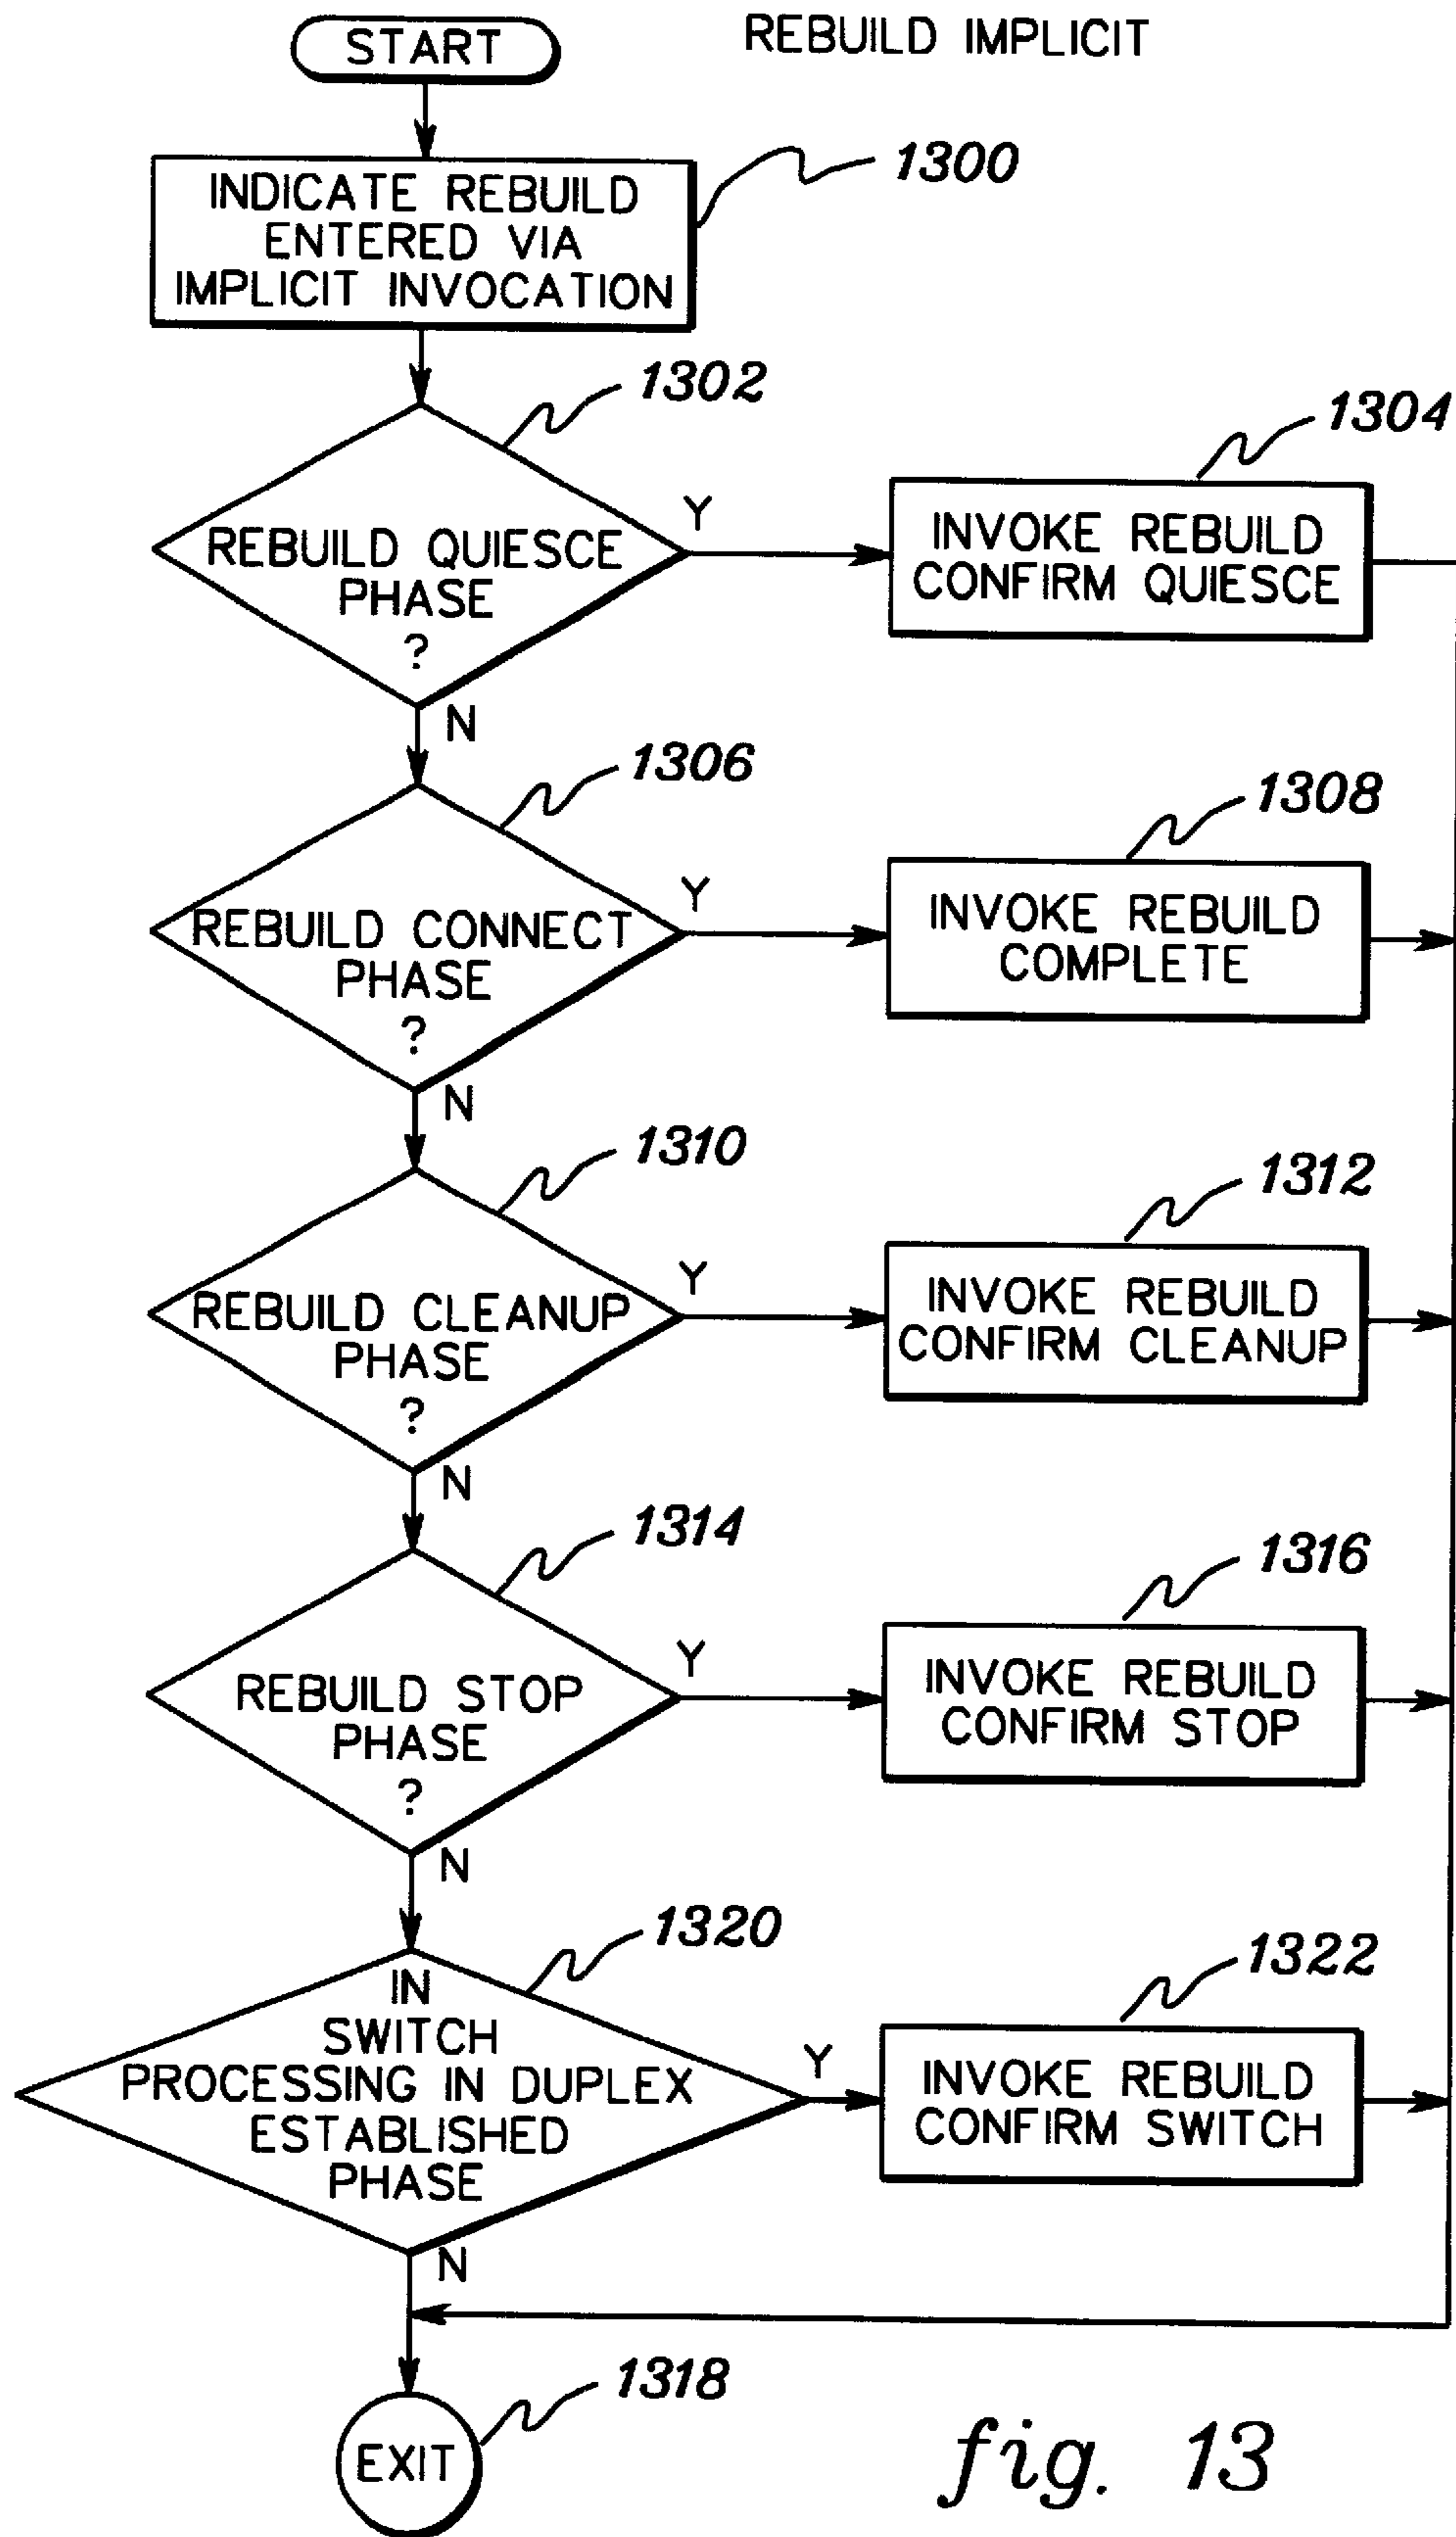 REBUILD IMPLICIT
START
1300
INDICATE REBUILD
ENTERED VIA
IMPLICIT INVOCATION
1302
REBUILD QUIESCE
PHASE
?
Y
N
1304
INVOKE REBUILD
CONFIRM QUIESCE
1306
REBUILD CONNECT
PHASE
?
Y
N
1308
INVOKE REBUILD
COMPLETE
1310
REBUILD CLEANUP
PHASE
?
Y
N
1312
INVOKE REBUILD
CONFIRM CLEANUP
1314
REBUILD STOP
PHASE
?
Y
N
1316
INVOKE REBUILD
CONFIRM STOP
1320
IN
SWITCH
PROCESSING IN DUPLEX
ESTABLISHED
PHASE
Y
N
1322
INVOKE REBUILD
CONFIRM SWITCH
1318
EXIT
fig. 13